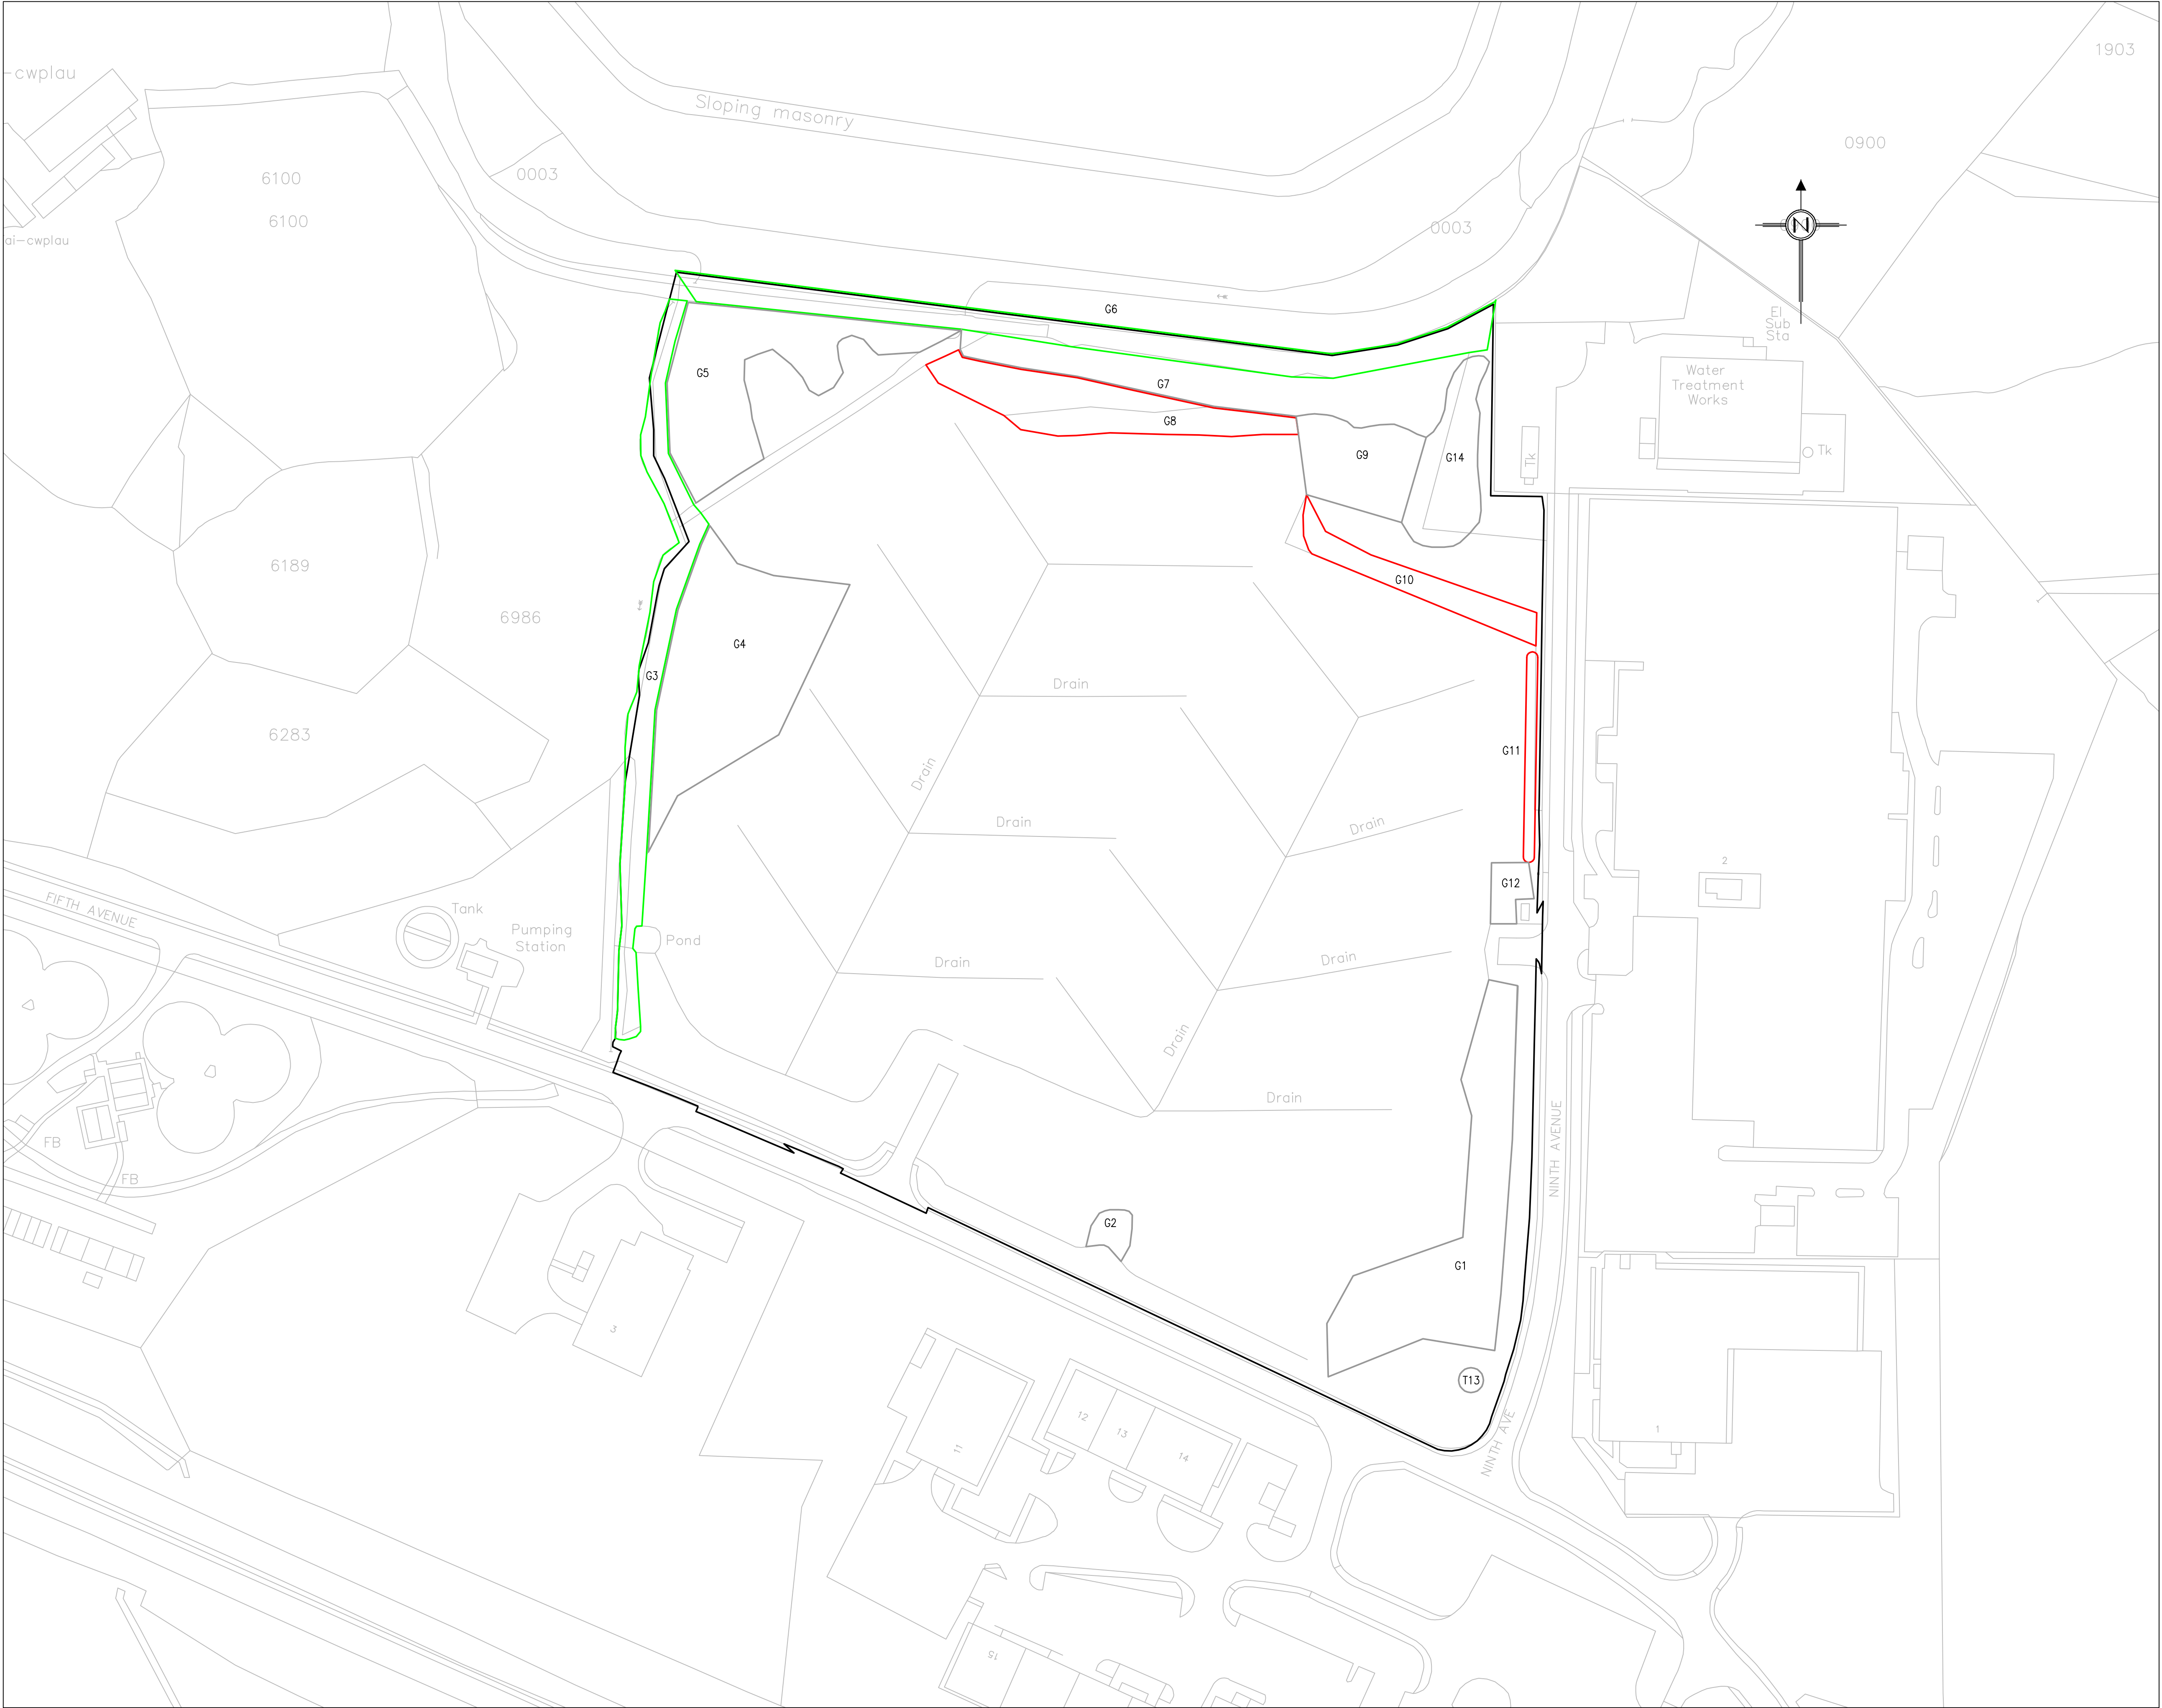 -cwplau
ai-cwplau
6100
6100
0003
Sloping masonry
0003
0900
1903
N
El
Sub
Sta
Water
Treatment
Works
Tk
Tk
G6
G5
G7
G8
G9
G14
G10
G4
G3
G11
G12
6189
6986
6283
Drain
Drain
Drain
Drain
Drain
Drain
Drain
Drain
Pond
Tank
Pumping
Station
FIFTH AVENUE
FB
FB
2
NINTH AVENUE
G2
G1
T13
NINTH AVE
3
11
12
13
14
1
15